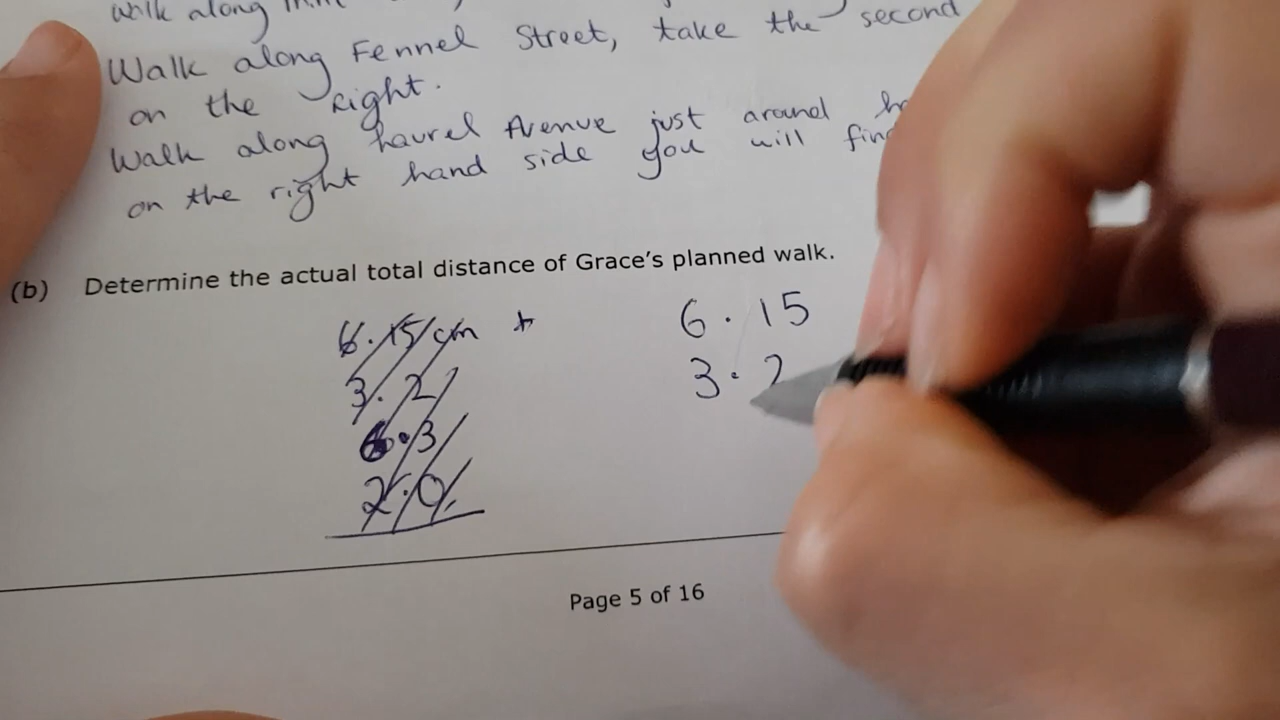 walk along
Walk along Fennel Street, take the second
on the right.
Walk along Laurel Avenue just around
on the right hand side you will
(b) Determine the actual total distance of Grace's planned walk.
6.15 cm +
3.2
6.3
2.0
6.15
3.2
Page 5 of 16